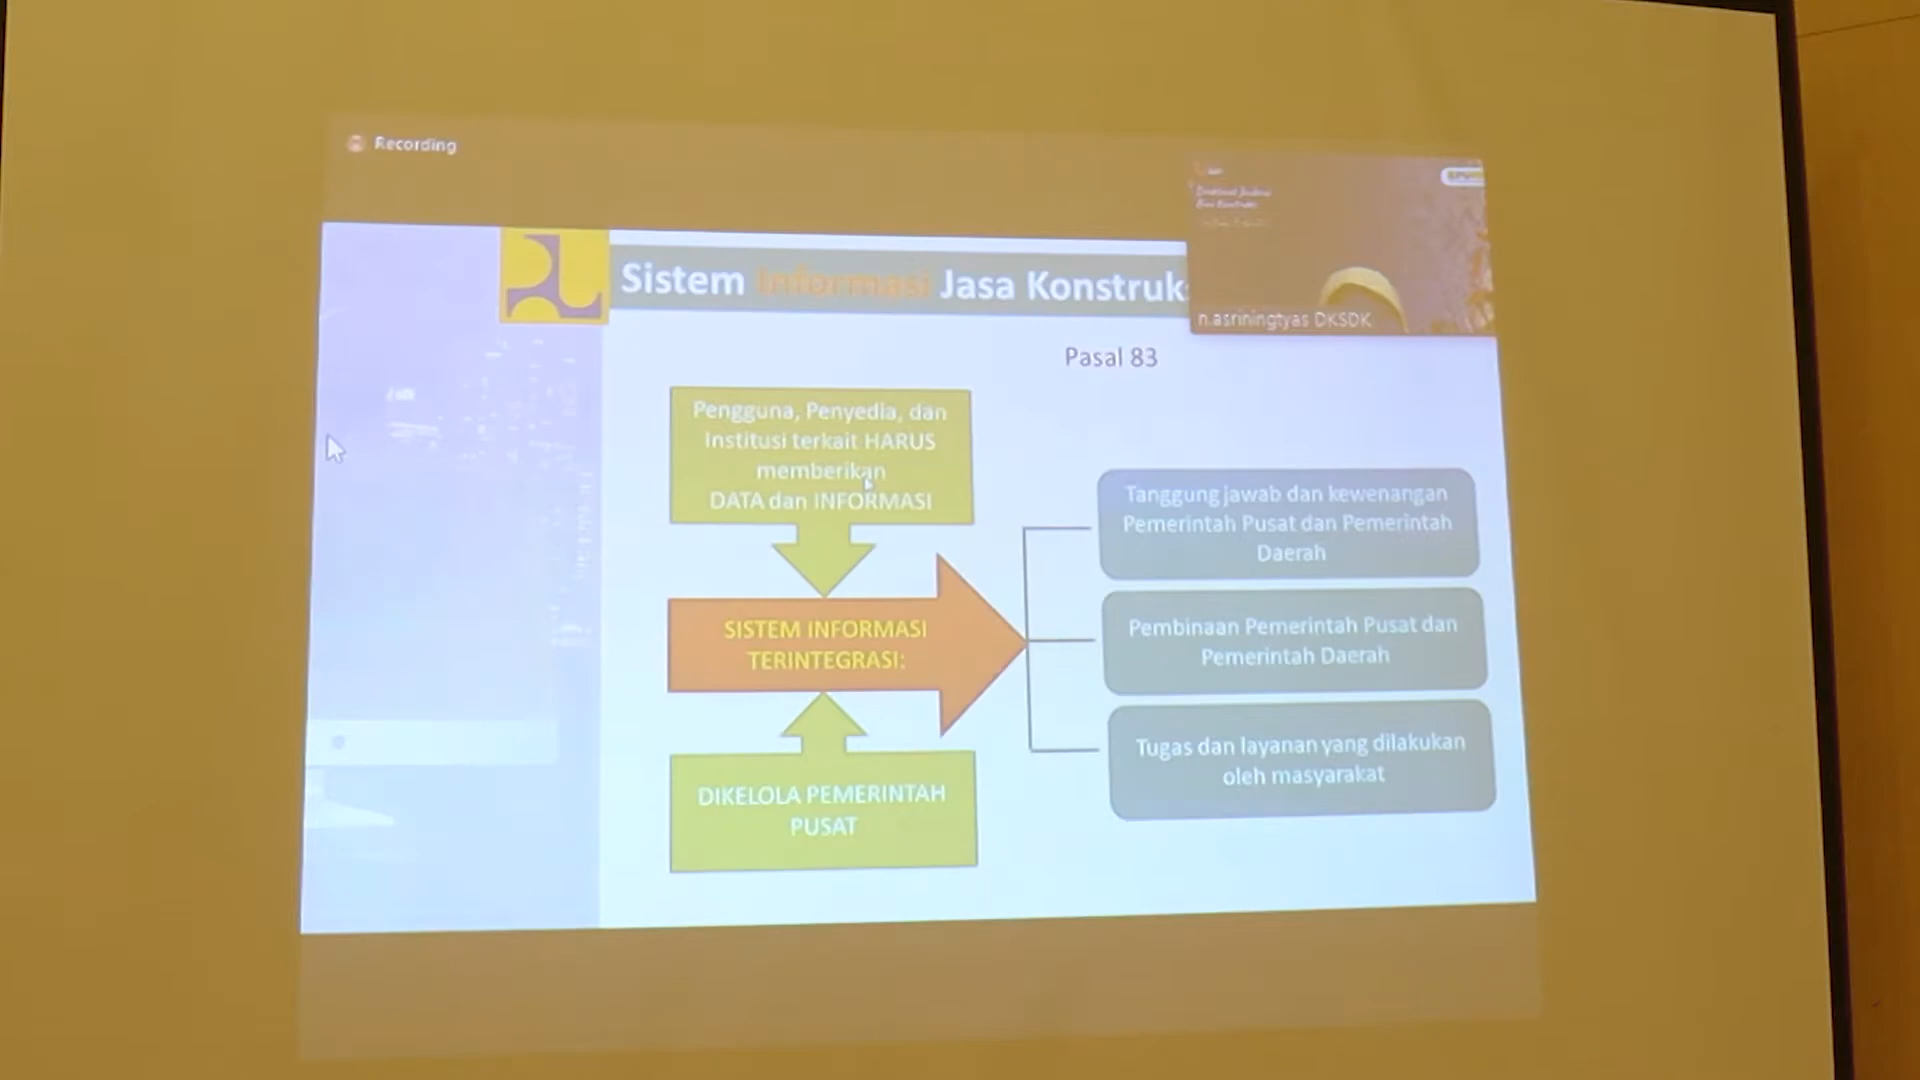 Recording
Sistem Informasi Jasa Konstruk
n.asriningtyas DKSDK
Pasal 83
Pengguna, Penyedia, dan
Institusi terkait HARUS
memberikan
DATA dan INFORMASI
SISTEM INFORMASI
TERINTEGRASI:
DIKELOLA PEMERINTAH
PUSAT
Tanggung jawab dan kewenangan
Pemerintah Pusat dan Pemerintah
Daerah
Pembinaan Pemerintah Pusat dan
Pemerintah Daerah
Tugas dan layanan yang dilakukan
oleh masyarakat